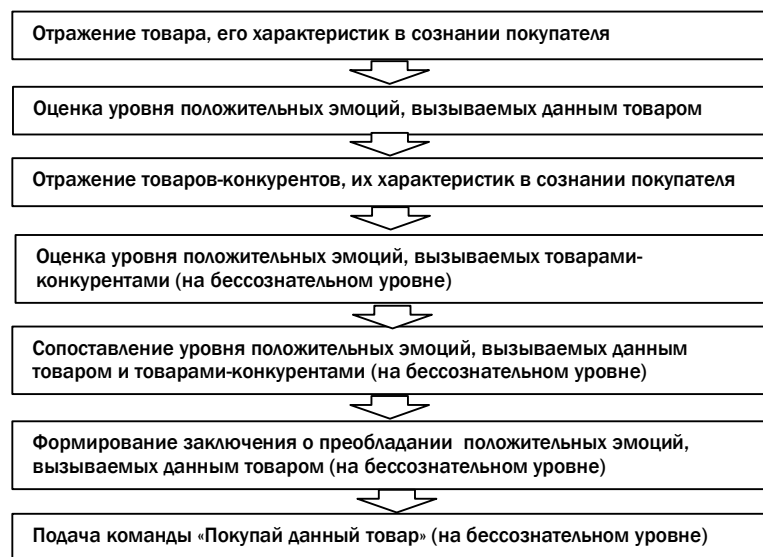 Отражение товара, его характеристик в сознании покупателя
Оценка уровня положительных эмоций, вызываемых данным товаром
Отражение товаров-конкурентов, их характеристик в сознании покупателя
Оценка уровня положительных эмоций, вызываемых товарами-
конкурентами (на бессознательном уровне)
Сопоставление уровня положительных эмоций, вызываемых данным
товаром и товарами-конкурентами (на бессознательном уровне)
Формирование заключения о преобладании положительных эмоций,
вызываемых данным товаром (на бессознательном уровне)
Подача команды «Покупай данный товар» (на бессознательном уровне)